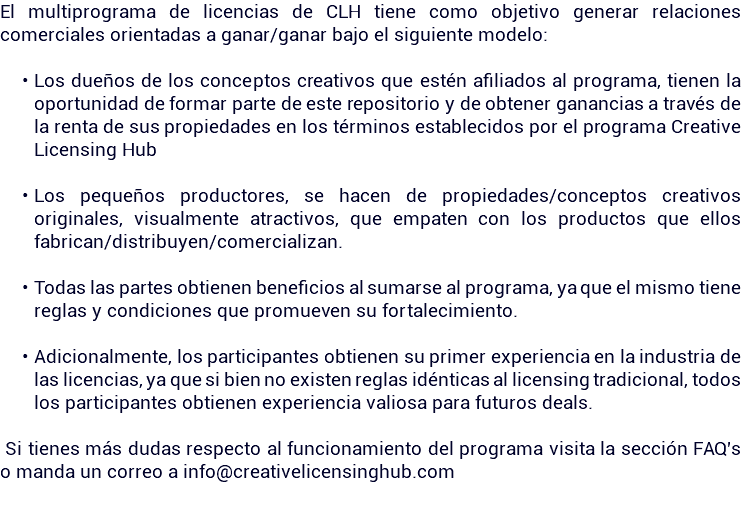 El multiprograma de licencias de CLH tiene como objetivo generar relaciones
comerciales orientadas a ganar/ganar bajo el siguiente modelo:
• Los dueños de los conceptos creativos que estén afiliados al programa, tienen la
oportunidad de formar parte de este repositorio y de obtener ganancias a través de
la renta de sus propiedades en los términos establecidos por el programa Creative
Licensing Hub
• Los pequeños productores, se hacen de propiedades/conceptos creativos
originales, visualmente atractivos, que empaten con los productos que ellos
fabrican/distribuyen/comercializan.
• Todas las partes obtienen beneficios al sumarse al programa, ya que el mismo tiene
reglas y condiciones que promueven su fortalecimiento.
• Adicionalmente, los participantes obtienen su primer experiencia en la industria de
las licencias, ya que si bien no existen reglas idénticas al licensing tradicional, todos
los participantes obtienen experiencia valiosa para futuros deals.
Si tienes más dudas respecto al funcionamiento del programa visita la sección FAQ's
o manda un correo a info@creativelicensinghub.com